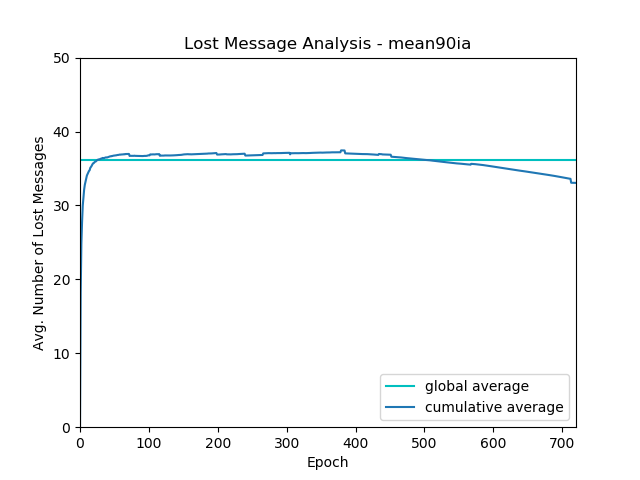 Lost Message Analysis - mean90ia
50
40
30
20
10
0
Avg. Number of Lost Messages
global average
cumulative average
0 100 200 300 400 500 600 700
Epoch